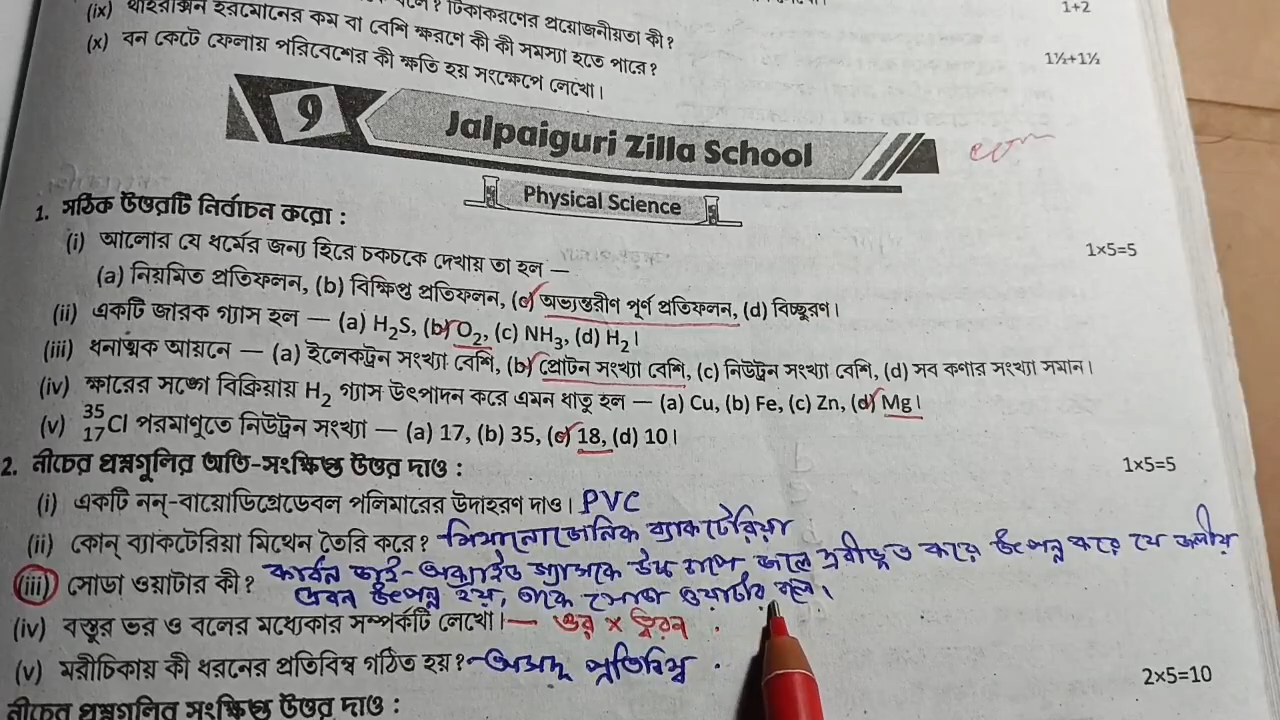 (ix) থাইরক্সিন হরমোনের কম বা বেশি ক্ষরণে কী কী সমস্যা হতে পারে? টিকাকরণের প্রয়োজনীয়তা কী? 1+2
(x) বন কেটে ফেলায় পরিবেশের কী ক্ষতি হয় সংক্ষেপে লেখো। 1½+1½
9 Jalpaiguri Zilla School
Physical Science
1. সঠিক উত্তরটি নির্বাচন করো : 1×5=5
(i) আলোর যে ধর্মের জন্য হিরে চকচকে দেখায় তা হল —
(a) নিয়মিত প্রতিফলন, (b) বিক্ষিপ্ত প্রতিফলন, (c) অভ্যন্তরীণ পূর্ণ প্রতিফলন, (d) বিচ্ছুরণ।
(ii) একটি জারক গ্যাস হল — (a) H₂S, (b) O₂, (c) NH₃, (d) H₂।
(iii) ধনাত্মক আয়নে — (a) ইলেকট্রন সংখ্যা বেশি, (b) প্রোটন সংখ্যা বেশি, (c) নিউট্রন সংখ্যা বেশি, (d) সব কণার সংখ্যা সমান।
(iv) ক্ষারের সঙ্গে বিক্রিয়ায় H₂ গ্যাস উৎপাদন করে এমন ধাতু হল — (a) Cu, (b) Fe, (c) Zn, (d) Mg।
(v) ³⁵₁₇Cl পরমাণুতে নিউট্রন সংখ্যা — (a) 17, (b) 35, (c) 18, (d) 10।
2. নীচের প্রশ্নগুলির অতি-সংক্ষিপ্ত উত্তর দাও : 1×5=5
(i) একটি নন্-বায়োডিগ্রেডেবল পলিমারের উদাহরণ দাও। PVC
(ii) কোন্ ব্যাকটেরিয়া মিথেন তৈরি করে? মিথানোজেনিক ব্যাকটেরিয়া
(iii) সোডা ওয়াটার কী? কার্বন ডাই-অক্সাইড গ্যাসকে উচ্চ চাপে জলে দ্রবীভূত করে উৎপন্ন করে যে জলীয়
দ্রবন উৎপন্ন হয়, তাকে সোডা ওয়াটার বলে।
(iv) বস্তুর ভর ও বলের মধ্যেকার সম্পর্কটি লেখো। — ভর × ত্বরন
(v) মরীচিকায় কী ধরনের প্রতিবিম্ব গঠিত হয়? অসদ্ প্রতিবিম্ব
নীচের প্রশ্নগুলির সংক্ষিপ্ত উত্তর দাও : 2×5=10